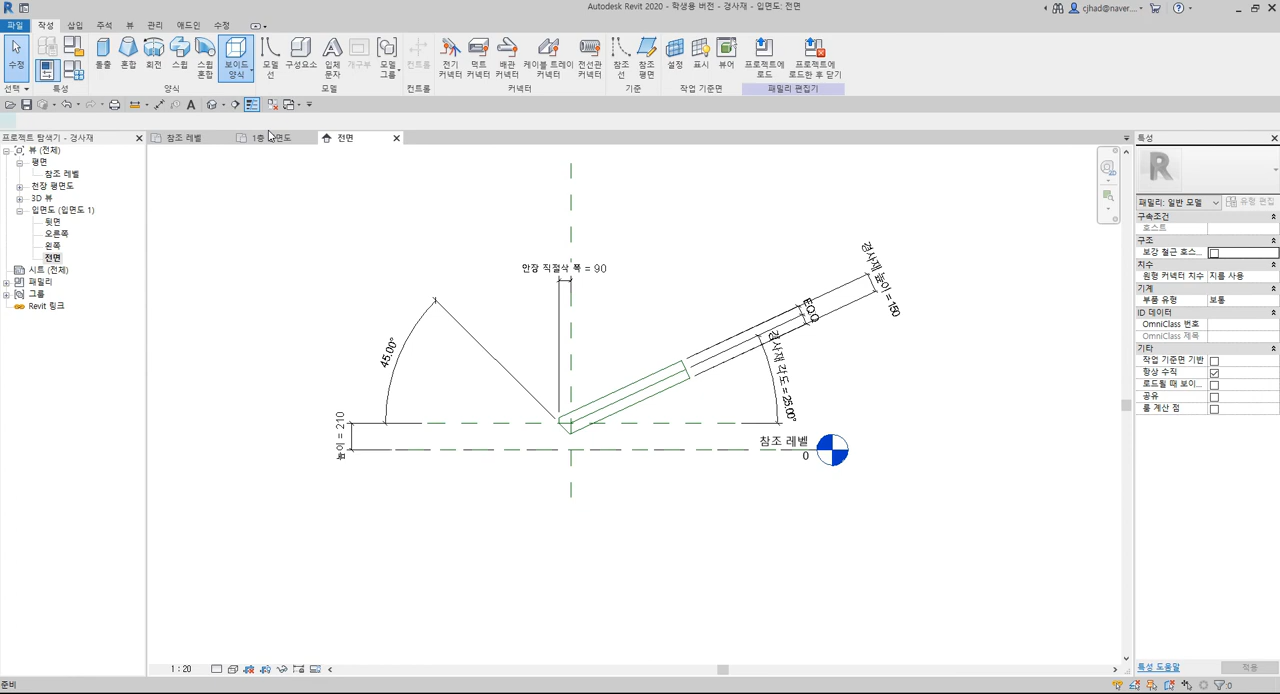 Autodesk Revit 2020 - 학생용 버전 - 경사재 - 입면도: 전면
cjhad@naver....
파일 작성 삽입 주석 뷰 관리 애드인 수정
수정
돌출 혼합 회전 스윕 스윕 혼합 보이드 양식
모델 선 구성요소 입체 문자 개구부 모델 그룹
컨트롤
전기 커넥터 덕트 커넥터 배관 커넥터 케이블 트레이 커넥터 전선관 커넥터
참조 선 참조 평면
설정 표시 뷰어
프로젝트에 로드 프로젝트에 로드한 후 닫기
선택 특성 양식 모델 컨트롤 커넥터 기준 작업 기준면 패밀리 편집기
프로젝트 탐색기 - 경사재
참조 레벨
전면
특성
뷰 (전체)
평면
참조 레벨
천장 평면도
3D 뷰
입면도 (입면도 1)
뒷면
오른쪽
왼쪽
전면
시트 (전체)
패밀리
그룹
Revit 링크
안장 직절삭 폭 = 90
경사재 높이 = 150
45.00°
경사재 각도 = 25.00°
높이 = 210
참조 레벨
0
패밀리: 일반 모델
유형 편집
구속조건
호스트
구조
보강 철근 호스...
치수
원형 커넥터 치수 지름 사용
기계
부품 유형 보통
ID 데이터
OmniClass 번호
OmniClass 제목
기타
작업 기준면 기반
항상 수직
로드될 때 보이...
공유
룸 계산 점
특성 도움말
적용
1 : 20
준비
:0